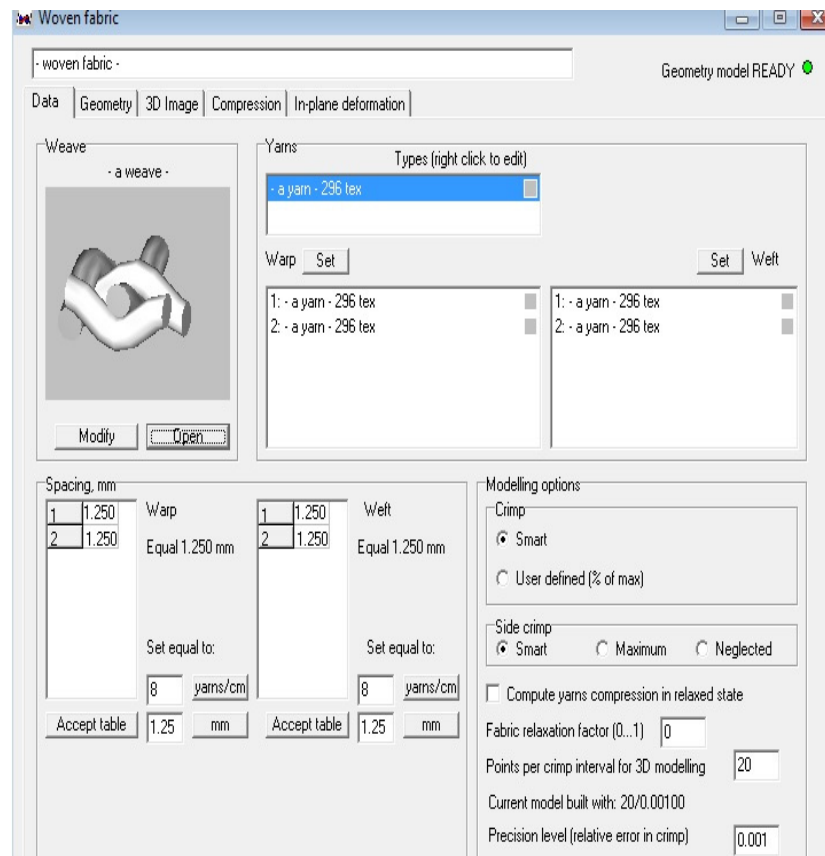 Woven fabric
- woven fabric -
Geometry model READY
Data Geometry 3D Image Compression In-plane deformation
Weave
- a weave -
Modify Open
Yarns
Types (right click to edit)
- a yarn - 296 tex
Warp Set
Set Weft
1: - a yarn - 296 tex
2: - a yarn - 296 tex
1: - a yarn - 296 tex
2: - a yarn - 296 tex
Spacing, mm
1 1.250
2 1.250
Warp
Equal 1.250 mm
Set equal to:
8 yarns/cm
Accept table 1.25 mm
1 1.250
2 1.250
Weft
Equal 1.250 mm
Set equal to:
8 yarns/cm
Accept table 1.25 mm
Modelling options
Crimp
Smart
User defined (% of max)
Side crimp
Smart Maximum Neglected
Compute yarns compression in relaxed state
Fabric relaxation factor (0...1) 0
Points per crimp interval for 3D modelling 20
Current model built with: 20/0.00100
Precision level (relative error in crimp) 0.001